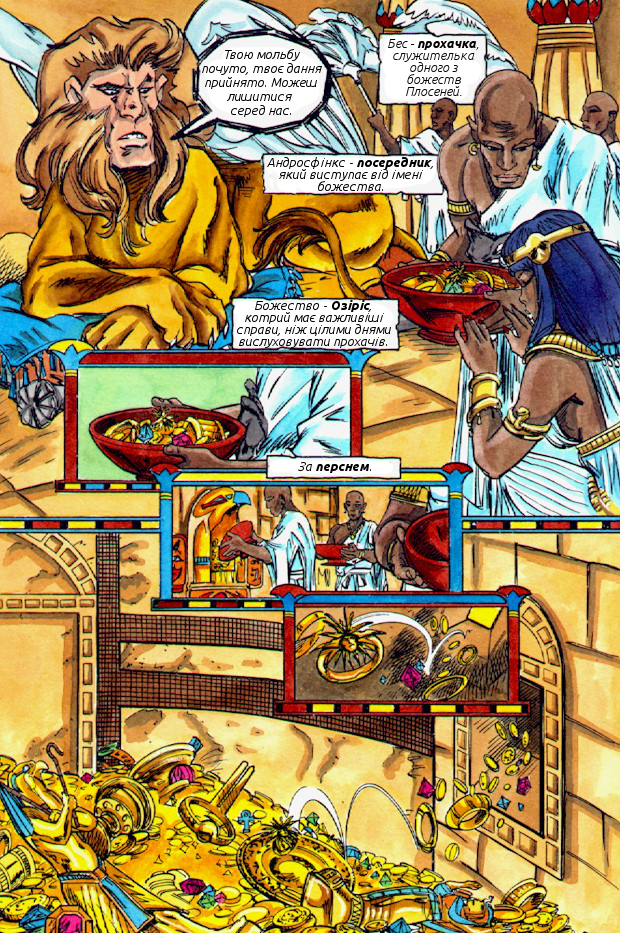 Твою мольбу
почуто, твоє дання
прийнято. Можеш
лишитися
серед нас.
Бес - прохачка,
служителька
одного з
божеств
Плосеней.
Андросфінкс - посередник,
який виступає від імені
божества.
Божество - Озіріс,
котрий має важливіші
справи, ніж цілими днями
вислуховувати прохачів.
За перснем.